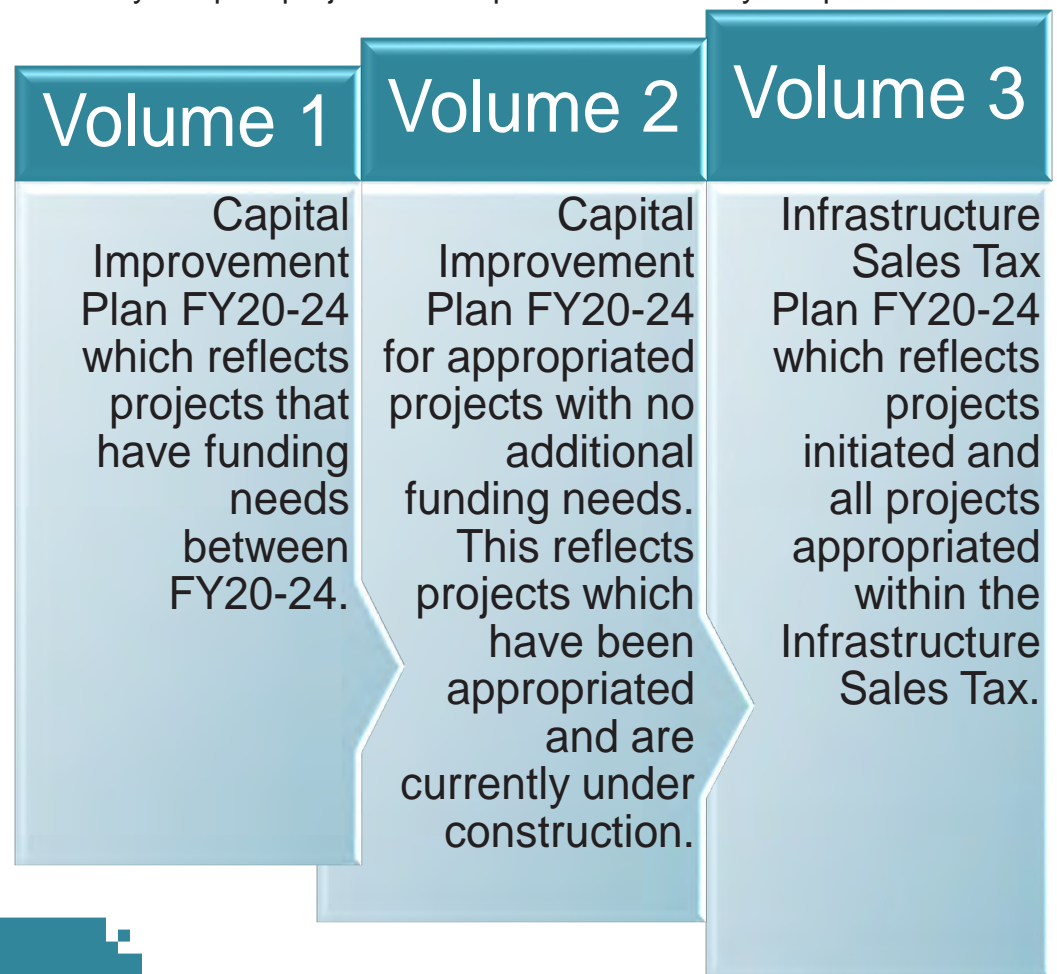 Volume 1
Capital
Improvement
Plan FY20-24
which reflects
projects that
have funding
needs
between
FY20-24.
Volume 2
Capital
Improvement
Plan FY20-24
for appropriated
projects with no
additional
funding needs.
This reflects
projects which
have been
appropriated
and are
currently under
construction.
Volume 3
Infrastructure
Sales Tax
Plan FY20-24
which reflects
projects
initiated and
all projects
appropriated
within the
Infrastructure
Sales Tax.